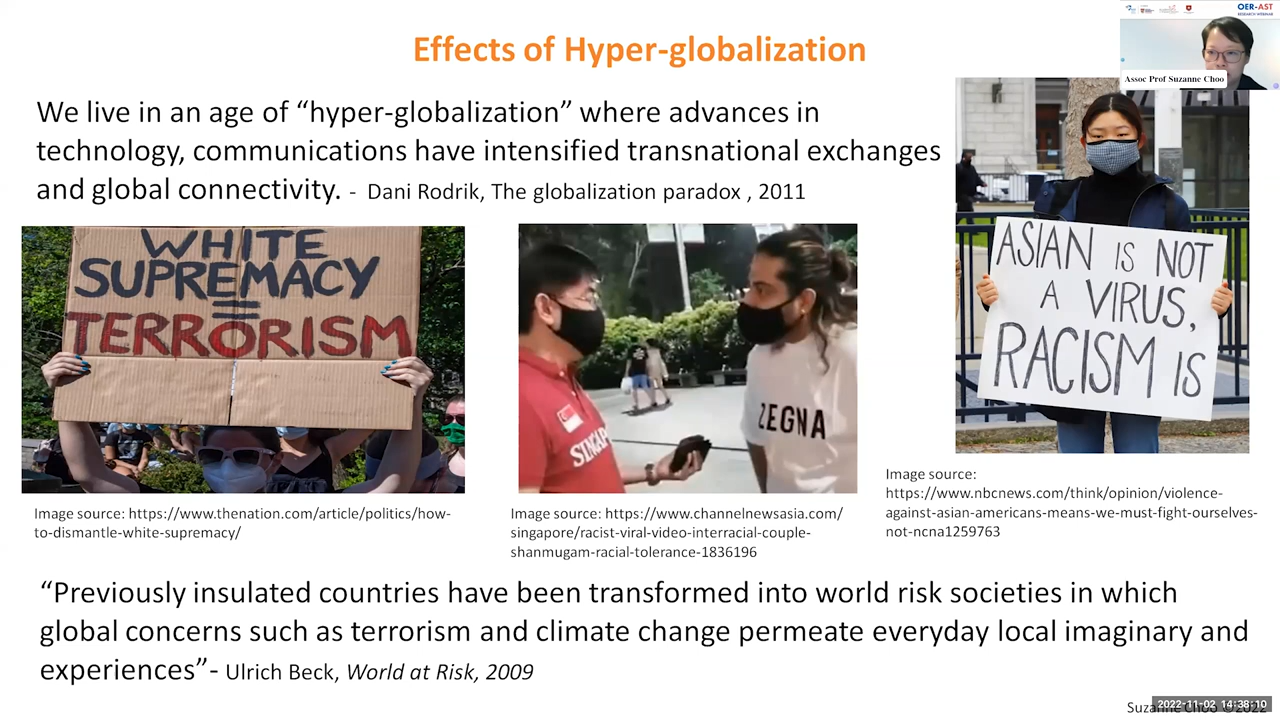 OER-AST
RESEARCH WEBINAR
Assoc Prof Suzanne Choo
Effects of Hyper-globalization
We live in an age of “hyper-globalization” where advances in
technology, communications have intensified transnational exchanges
and global connectivity. - Dani Rodrik, The globalization paradox , 2011
WHITE
SUPREMACY
=
TERRORISM
SINGAP
ZEGNA
ASIAN IS NOT
A VIRUS,
RACISM IS
Image source: https://www.thenation.com/article/politics/how-
to-dismantle-white-supremacy/
Image source: https://www.channelnewsasia.com/
singapore/racist-viral-video-interracial-couple-
shanmugam-racial-tolerance-1836196
Image source:
https://www.nbcnews.com/think/opinion/violence-
against-asian-americans-means-we-must-fight-ourselves-
not-ncna1259763
“Previously insulated countries have been transformed into world risk societies in which
global concerns such as terrorism and climate change permeate everyday local imaginary and
experiences”- Ulrich Beck, World at Risk, 2009
Suzanne Choo ©2022
2022-11-02 14:38:10